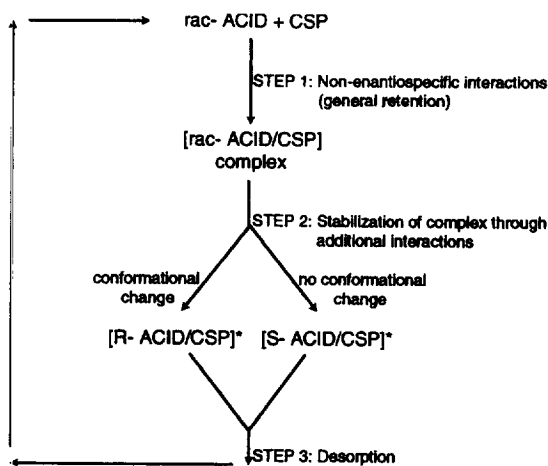 rac- ACID + CSP
STEP 1: Non-enantiospecific interactions
(general retention)
[rac- ACID/CSP]
complex
STEP 2: Stabilization of complex through
additional interactions
conformational
change
no conformational
change
[R- ACID/CSP]*
[S- ACID/CSP]*
STEP 3: Desorption